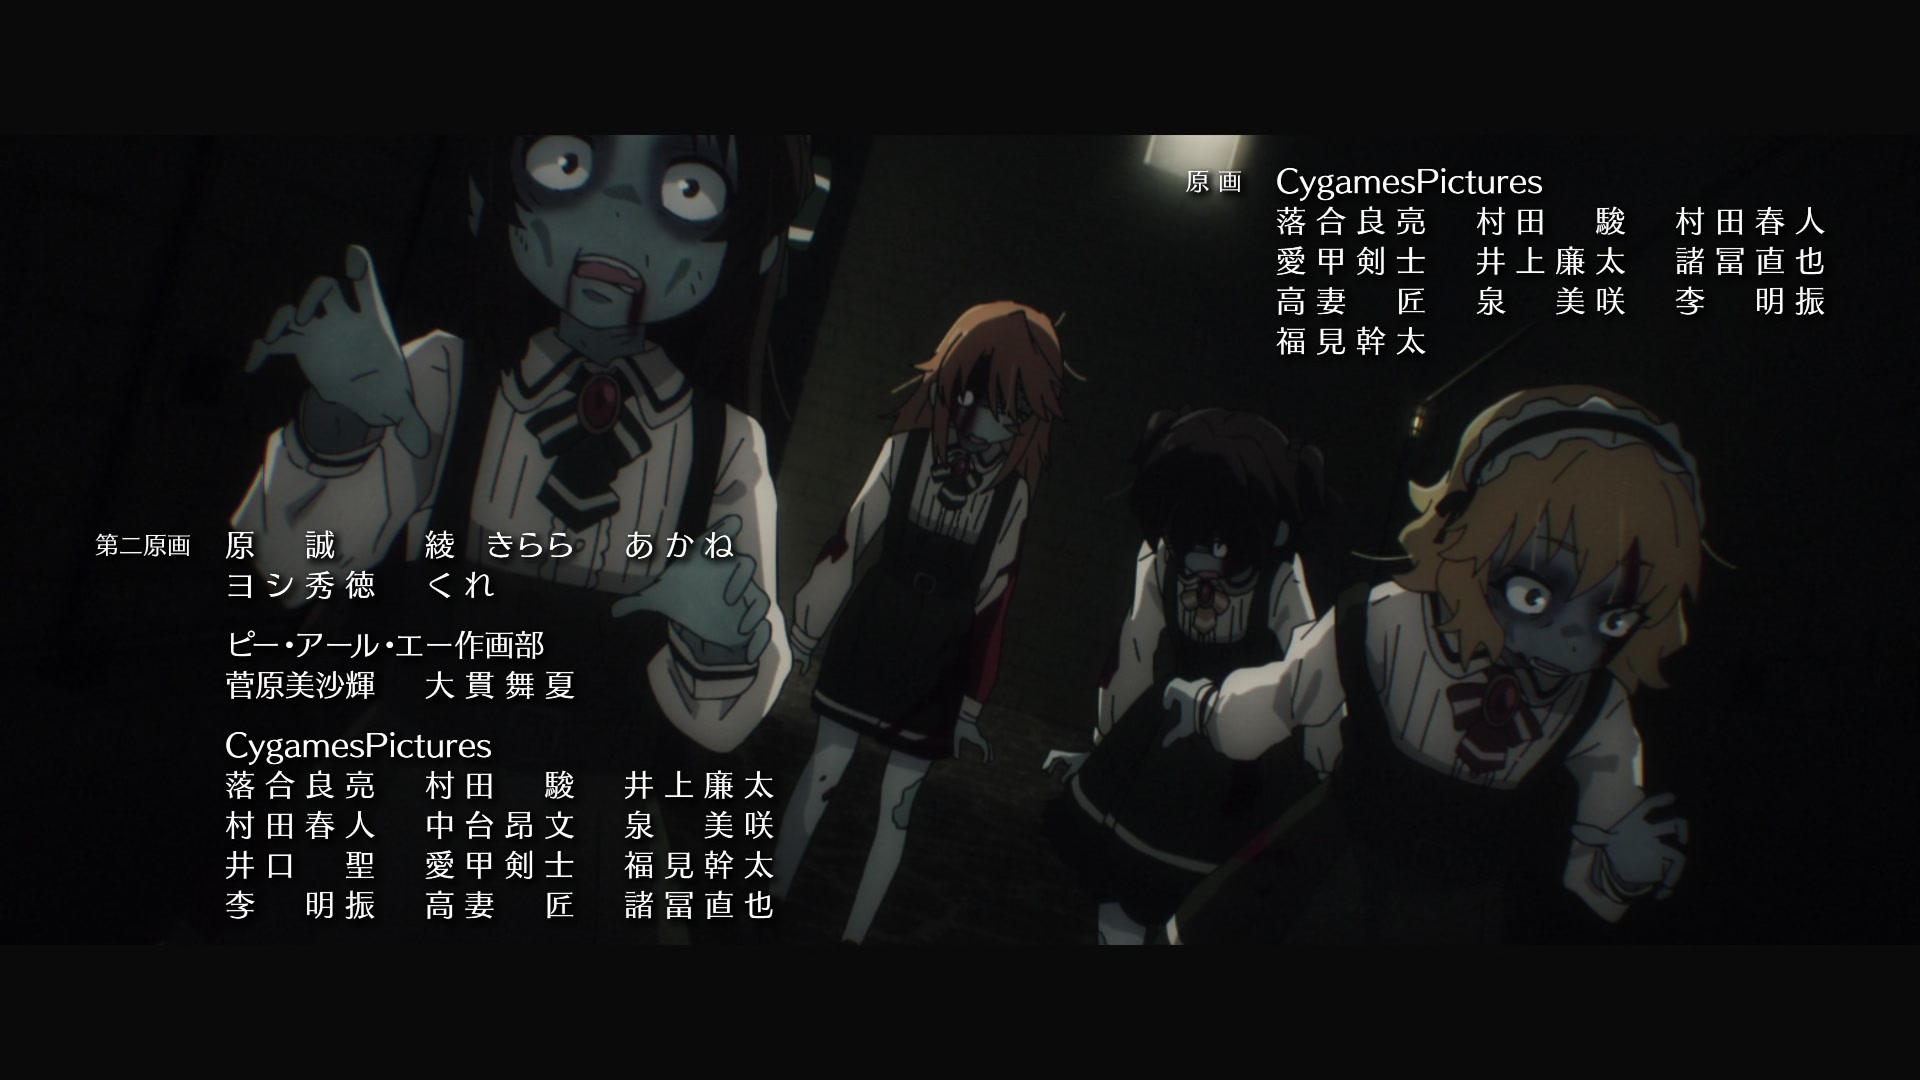 原画 CygamesPictures
落合良亮 村田 駿 村田春人
愛甲剣士 井上廉太 諸冨直也
高妻 匠 泉 美咲 李 明振
福見幹太
第二原画 原 誠 綾 きらら あかね
ヨシ秀徳 くれ
ピー・アール・エー作画部
菅原美沙輝 大貫舞夏
CygamesPictures
落合良亮 村田 駿 井上廉太
村田春人 中台昂文 泉 美咲
井口 聖 愛甲剣士 福見幹太
李 明振 高妻 匠 諸冨直也